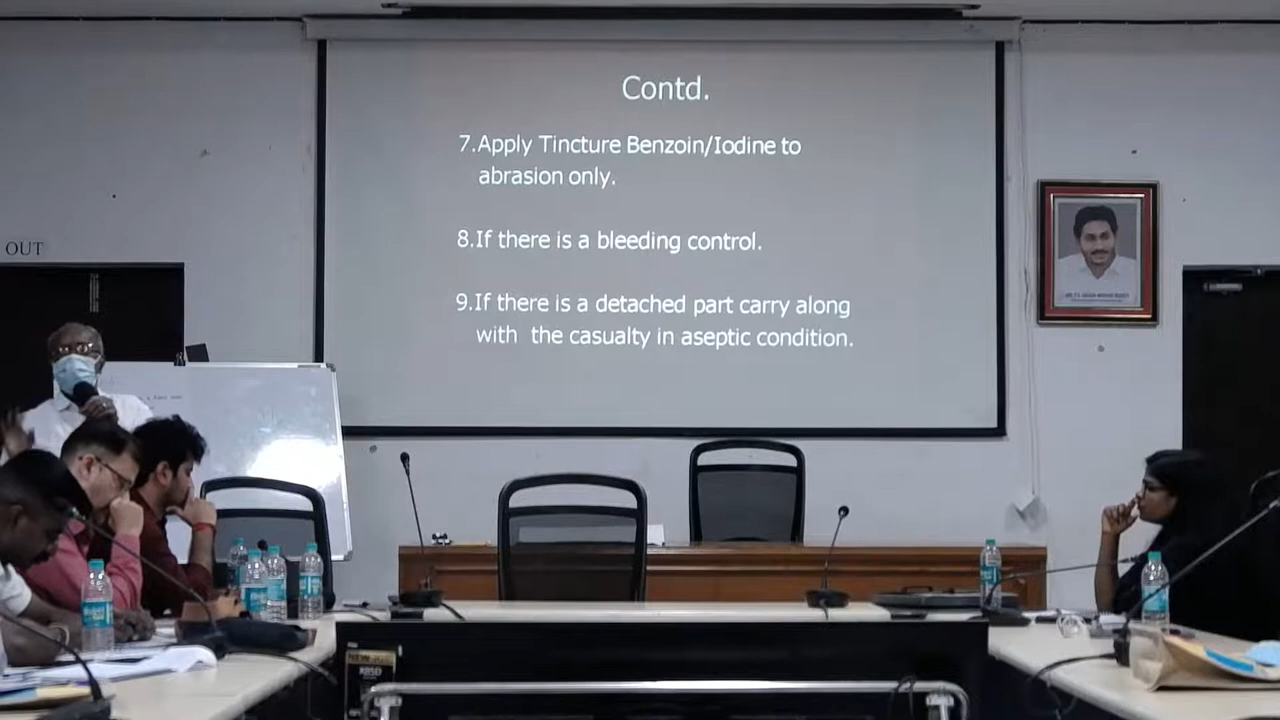 Contd.
7.Apply Tincture Benzoin/Iodine to
abrasion only.
8.If there is a bleeding control.
9.If there is a detached part carry along
with the casualty in aseptic condition.
OUT